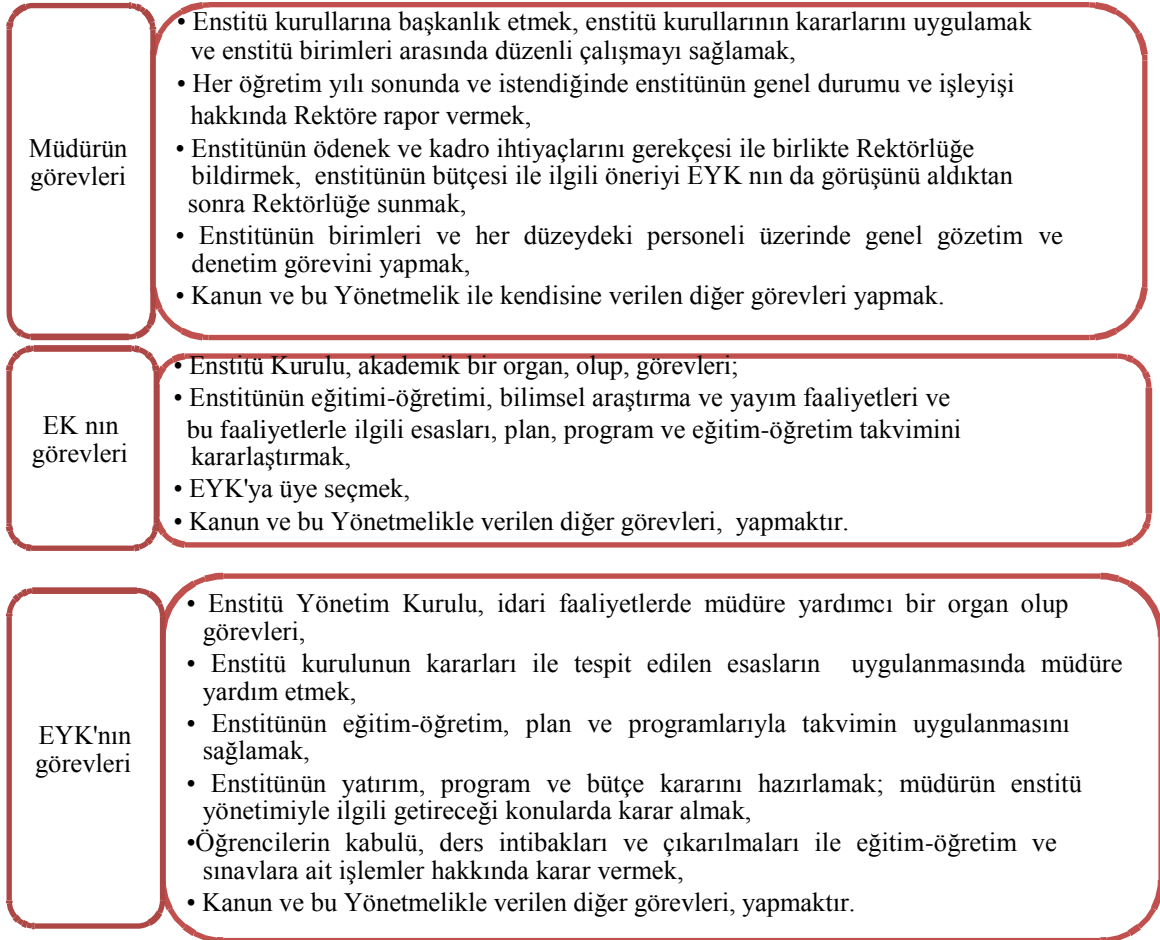 Müdürün
görevleri
• Enstitü kurullarına başkanlık etmek, enstitü kurullarının kararlarını uygulamak
ve enstitü birimleri arasında düzenli çalışmayı sağlamak,
• Her öğretim yılı sonunda ve istendiğinde enstitünün genel durumu ve işleyişi
hakkında Rektöre rapor vermek,
• Enstitünün ödenek ve kadro ihtiyaçlarını gerekçesi ile birlikte Rektörlüğe
bildirmek, enstitünün bütçesi ile ilgili öneriyi EYK nın da görüşünü aldıktan
sonra Rektörlüğe sunmak,
• Enstitünün birimleri ve her düzeydeki personeli üzerinde genel gözetim ve
denetim görevini yapmak,
• Kanun ve bu Yönetmelik ile kendisine verilen diğer görevleri yapmak.
EK nın
görevleri
• Enstitü Kurulu, akademik bir organ, olup, görevleri;
• Enstitünün eğitimi-öğretimi, bilimsel araştırma ve yayım faaliyetleri ve
bu faaliyetlerle ilgili esasları, plan, program ve eğitim-öğretim takvimini
kararlaştırmak,
• EYK'ya üye seçmek,
• Kanun ve bu Yönetmelikle verilen diğer görevleri, yapmaktır.
EYK'nın
görevleri
• Enstitü Yönetim Kurulu, idari faaliyetlerde müdüre yardımcı bir organ olup
görevleri,
• Enstitü kurulunun kararları ile tespit edilen esasların uygulanmasında müdüre
yardım etmek,
• Enstitünün eğitim-öğretim, plan ve programlarıyla takvimin uygulanmasını
sağlamak,
• Enstitünün yatırım, program ve bütçe kararını hazırlamak; müdürün enstitü
yönetimiyle ilgili getireceği konularda karar almak,
•Öğrencilerin kabulü, ders intibakları ve çıkarılmaları ile eğitim-öğretim ve
sınavlara ait işlemler hakkında karar vermek,
• Kanun ve bu Yönetmelikle verilen diğer görevleri, yapmaktır.